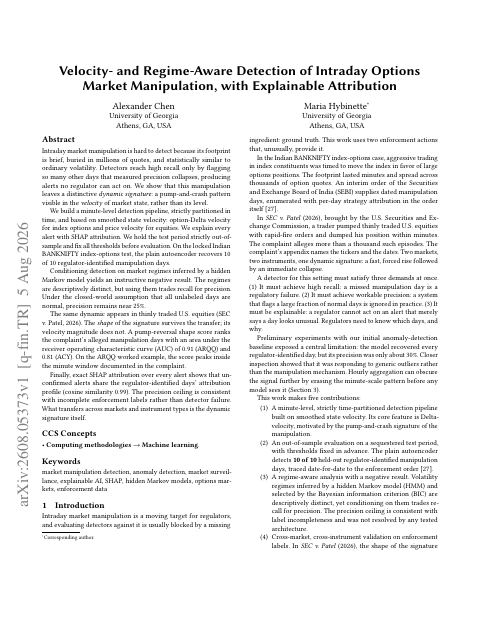 Velocity- and Regime-Aware Detection of Intraday Options
Market Manipulation, with Explainable Attribution
Alexander Chen
University of Georgia
Athens, GA, USA
Maria Hybinette*
University of Georgia
Athens, GA, USA
Abstract
Intraday market manipulation is hard to detect because its footprint
is brief, buried in millions of quotes, and statistically similar to
ordinary volatility. Detectors reach high recall only by flagging
so many other days that measured precision collapses, producing
alerts no regulator can act on. We show that this manipulation
leaves a distinctive dynamic signature: a pump-and-crash pattern
visible in the velocity of market state, rather than its level.
We build a minute-level detection pipeline, strictly partitioned in
time, and based on smoothed state velocity: option-Delta velocity
for index options and price velocity for equities. We explain every
alert with SHAP attribution. We hold the test period strictly out-of-
sample and fix all thresholds before evaluation. On the locked Indian
BANKNIFTY index-options test, the plain autoencoder recovers 10
of 10 regulator-identified manipulation days.
Conditioning detection on market regimes inferred by a hidden
Markov model yields an instructive negative result. The regimes
are descriptively distinct, but using them trades recall for precision.
Under the closed-world assumption that all unlabeled days are
normal, precision remains near 25%.
The same dynamic appears in thinly traded U.S. equities (SEC
v. Patel, 2026). The shape of the signature survives the transfer; its
velocity magnitude does not. A pump-reversal shape score ranks
the complaint's alleged manipulation days with an area under the
receiver operating characteristic curve (AUC) of 0.91 (ARQQ) and
0.81 (ACY). On the ARQQ worked example, the score peaks inside
the minute window documented in the complaint.
Finally, exact SHAP attribution over every alert shows that un-
confirmed alerts share the regulator-identified days' attribution
profile (cosine similarity 0.99). The precision ceiling is consistent
with incomplete enforcement labels rather than detector failure.
What transfers across markets and instrument types is the dynamic
signature itself.
CCS Concepts
• Computing methodologies → Machine learning.
Keywords
market manipulation detection, anomaly detection, market surveil-
lance, explainable AI, SHAP, hidden Markov models, options mar-
kets, enforcement data
1 Introduction
Intraday market manipulation is a moving target for regulators,
and evaluating detectors against it is usually blocked by a missing
*Corresponding author.
ingredient: ground truth. This work uses two enforcement actions
that, unusually, provide it.
In the Indian BANKNIFTY index-options case, aggressive trading
in index constituents was timed to move the index in favor of large
options positions. The footprint lasted minutes and spread across
thousands of option quotes. An interim order of the Securities
and Exchange Board of India (SEBI) supplies dated manipulation
days, enumerated with per-day strategy attribution in the order
itself [27].
In SEC v. Patel (2026), brought by the U.S. Securities and Ex-
change Commission, a trader pumped thinly traded U.S. equities
with rapid-fire orders and dumped his position within minutes.
The complaint alleges more than a thousand such episodes. The
complaint's appendix names the tickers and the dates. Two markets,
two instruments, one dynamic signature: a fast, forced rise followed
by an immediate collapse.
A detector for this setting must satisfy three demands at once.
(1) It must achieve high recall: a missed manipulation day is a
regulatory failure. (2) It must achieve workable precision: a system
that flags a large fraction of normal days is ignored in practice. (3) It
must be explainable: a regulator cannot act on an alert that merely
says a day looks unusual. Regulators need to know which days, and
why.
Preliminary experiments with our initial anomaly-detection
baseline exposed a central limitation: the model recovered every
regulator-identified day, but its precision was only about 30%. Closer
inspection showed that it was responding to generic outliers rather
than the manipulation mechanism. Hourly aggregation can obscure
the signal further by erasing the minute-scale pattern before any
model sees it (Section 3).
This work makes five contributions:
(1) A minute-level, strictly time-partitioned detection pipeline
built on smoothed state velocity. Its core feature is Delta-
velocity, motivated by the pump-and-crash signature of the
manipulation.
(2) An out-of-sample evaluation on a sequestered test period,
with thresholds fixed in advance. The plain autoencoder
detects 10 of 10 held-out regulator-identified manipulation
days, traced date-for-date to the enforcement order [27].
(3) A regime-aware analysis with a negative result. Volatility
regimes inferred by a hidden Markov model (HMM) and
selected by the Bayesian information criterion (BIC) are
descriptively distinct, yet conditioning on them trades re-
call for precision. The precision ceiling is consistent with
label incompleteness and was not resolved by any tested
architecture.
(4) Cross-market, cross-instrument validation on enforcement
labels. In SEC v. Patel (2026), the shape of the signature
arXiv:2608.05373v1 [q-fin.TR] 5 Aug 2026